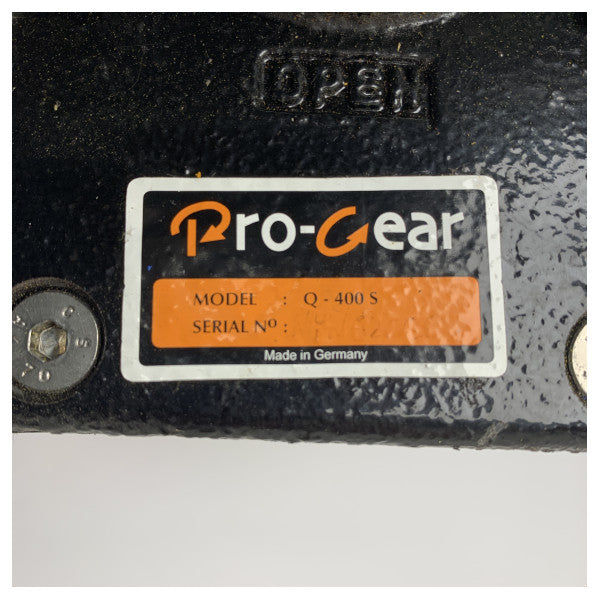 OPEN
Pro-Gear
MODEL : Q - 400 S
SERIAL Nº :
Made in Germany